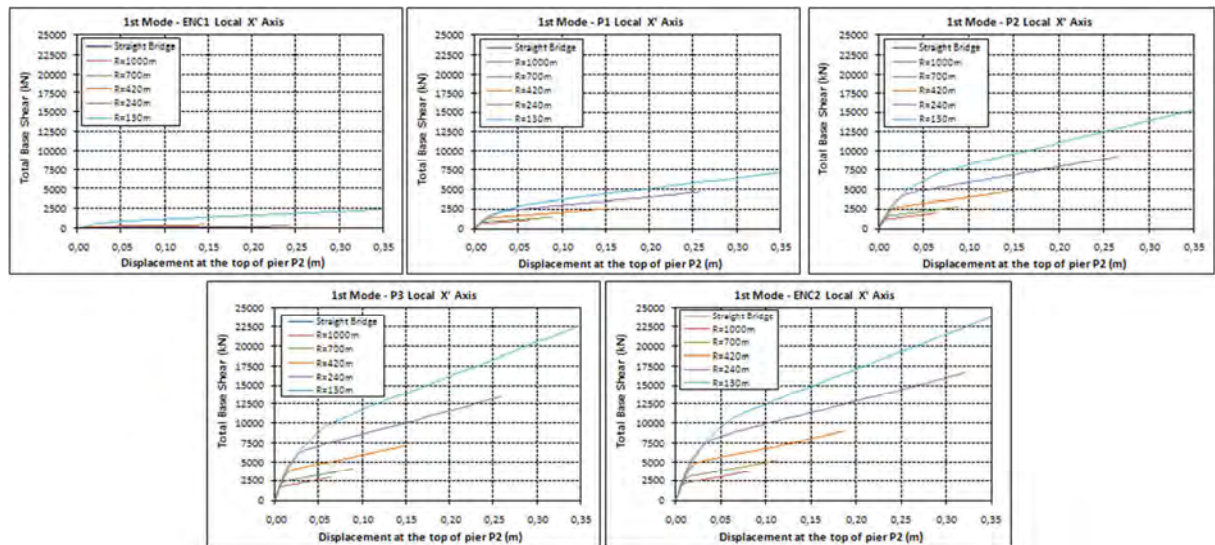 1st Mode - ENC1 Local X' Axis
Total Base Shear (kN)
25000
22500
20000
17500
15000
12500
10000
7500
5000
2500
0
Straight Bridge
R=1000m
R=700m
R=420m
R=240m
R=130m
0,00 0,05 0,10 0,15 0,20 0,25 0,30 0,35
Displacement at the top of pier P2 (m)
1st Mode - P1 Local X' Axis
Total Base Shear (kN)
25000
22500
20000
17500
15000
12500
10000
7500
5000
2500
0
Straight Bridge
R=1000m
R=700m
R=420m
R=240m
R=130m
0,00 0,05 0,10 0,15 0,20 0,25 0,30 0,35
Displacement at the top of pier P2 (m)
1st Mode - P2 Local X' Axis
Total Base Shear (kN)
25000
22500
20000
17500
15000
12500
10000
7500
5000
2500
0
Straight Bridge
R=1000m
R=700m
R=420m
R=240m
R=130m
0,00 0,05 0,10 0,15 0,20 0,25 0,30 0,35
Displacement at the top of pier P2 (m)
1st Mode - P3 Local X' Axis
Total Base Shear (kN)
25000
22500
20000
17500
15000
12500
10000
7500
5000
2500
0
Straight Bridge
R=1000m
R=700m
R=420m
R=240m
R=130m
0,00 0,05 0,10 0,15 0,20 0,25 0,30 0,35
Displacement at the top of pier P2 (m)
1st Mode - ENC2 Local X' Axis
Total Base Shear (kN)
25000
22500
20000
17500
15000
12500
10000
7500
5000
2500
0
Straight Bridge
R=1000m
R=700m
R=420m
R=240m
R=130m
0,00 0,05 0,10 0,15 0,20 0,25 0,30 0,35
Displacement at the top of pier P2 (m)